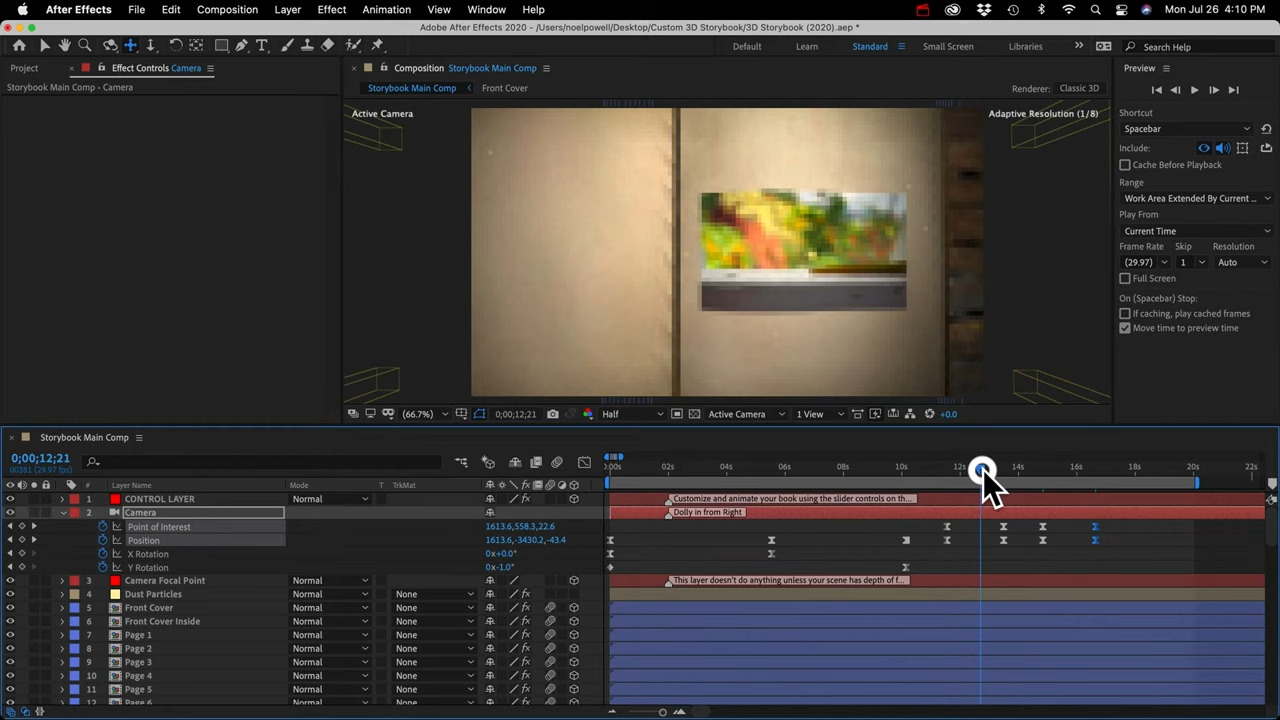 After Effects File Edit Composition Layer Effect Animation View Window Help Mon Jul 26 4:10 PM
Adobe After Effects 2020 - /Users/noelpowell/Desktop/Custom 3D Storybook/3D Storybook (2020).aep *
Default Learn Standard Small Screen Libraries Search Help
Project Effect Controls Camera Composition Storybook Main Comp Preview
Storybook Main Comp • Camera Storybook Main Comp Front Cover Renderer: Classic 3D
Active Camera Adaptive Resolution (1/8)
Shortcut
Spacebar
Include:
Cache Before Playback
Range
Work Area Extended By Current ...
Play From
Current Time
Frame Rate Skip Resolution
(29.97) 1 Auto
Full Screen
On (Spacebar) Stop:
If caching, play cached frames
Move time to preview time
(66.7%) 0;00;12;21 Half Active Camera 1 View +0.0
Storybook Main Comp
0;00;12;21
00381 (29.97 fps)
:00s 02s 04s 06s 08s 10s 12s 14s 16s 18s 20s 22s
# Layer Name Mode T TrkMat
1 CONTROL LAYER Normal Customize and animate your book using the slider controls on th...
2 Camera Dolly in from Right
Point of Interest 1613.6,558.3,22.6
Position 1613.6,-3430.2,-43.4
X Rotation 0x+0.0°
Y Rotation 0x-1.0°
3 Camera Focal Point Normal This layer doesn't do anything unless your scene has depth of f...
4 Dust Particles Normal None
5 Front Cover Normal None
6 Front Cover Inside Normal None
7 Page 1 Normal None
8 Page 2 Normal None
9 Page 3 Normal None
10 Page 4 Normal None
11 Page 5 Normal None
12 Page 6 Normal None